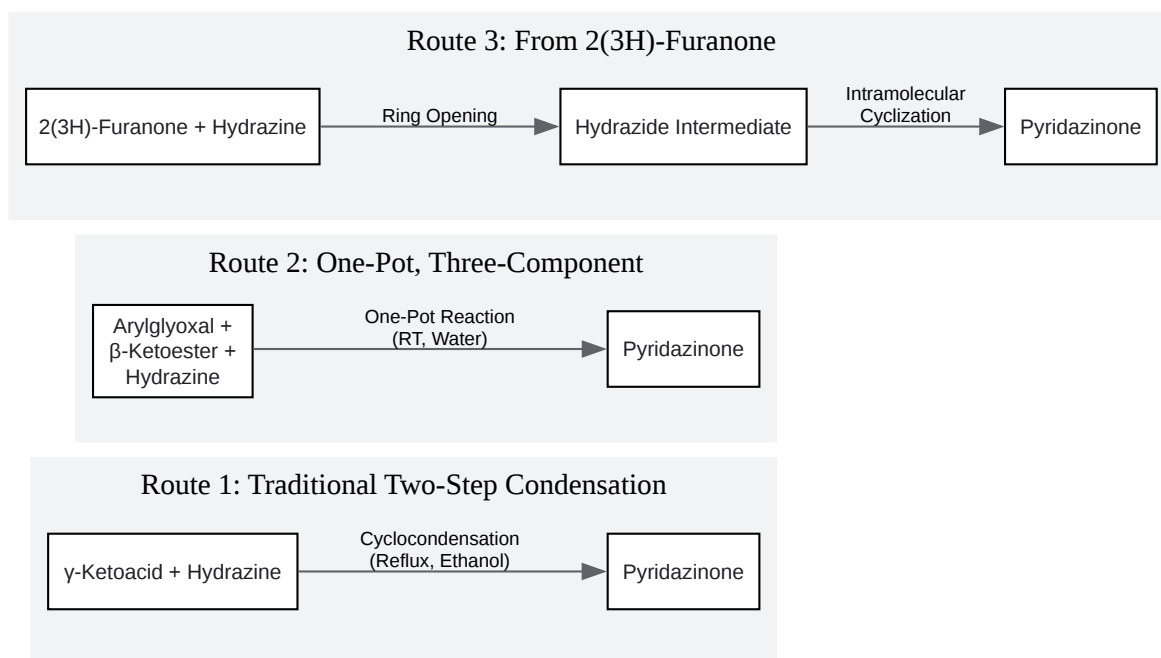 Route 3: From 2(3H)-Furanone
2(3H)-Furanone + Hydrazine
Ring Opening
Hydrazide Intermediate
Intramolecular
Cyclization
Pyridazinone
Route 2: One-Pot, Three-Component
Arylglyoxal +
β-Ketoester +
Hydrazine
One-Pot Reaction
(RT, Water)
Pyridazinone
Route 1: Traditional Two-Step Condensation
γ-Ketoacid + Hydrazine
Cyclocondensation
(Reflux, Ethanol)
Pyridazinone